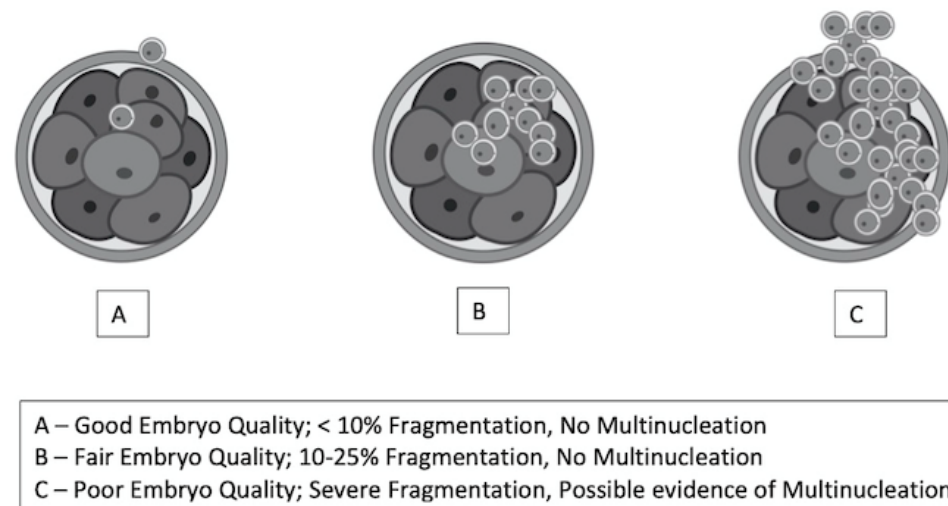 A
B
C
A – Good Embryo Quality; < 10% Fragmentation, No Multinucleation
B – Fair Embryo Quality; 10-25% Fragmentation, No Multinucleation
C – Poor Embryo Quality; Severe Fragmentation, Possible evidence of Multinucleation